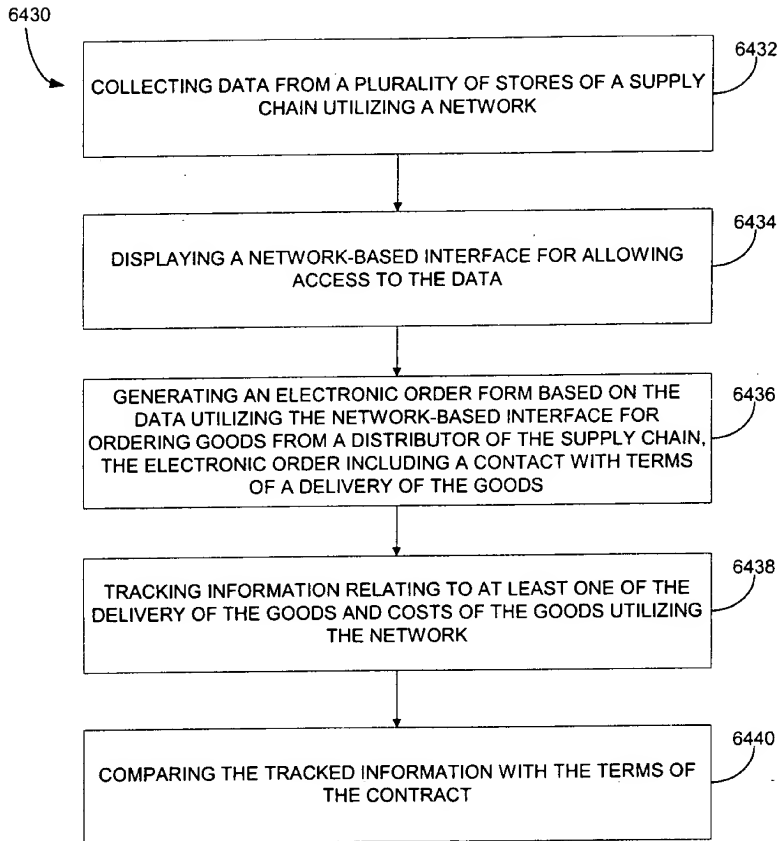 6430
6432
COLLECTING DATA FROM A PLURALITY OF STORES OF A SUPPLY
CHAIN UTILIZING A NETWORK
6434
DISPLAYING A NETWORK-BASED INTERFACE FOR ALLOWING
ACCESS TO THE DATA
6436
GENERATING AN ELECTRONIC ORDER FORM BASED ON THE
DATA UTILIZING THE NETWORK-BASED INTERFACE FOR
ORDERING GOODS FROM A DISTRIBUTOR OF THE SUPPLY CHAIN,
THE ELECTRONIC ORDER INCLUDING A CONTACT WITH TERMS
OF A DELIVERY OF THE GOODS
6438
TRACKING INFORMATION RELATING TO AT LEAST ONE OF THE
DELIVERY OF THE GOODS AND COSTS OF THE GOODS UTILIZING
THE NETWORK
6440
COMPARING THE TRACKED INFORMATION WITH THE TERMS OF
THE CONTRACT